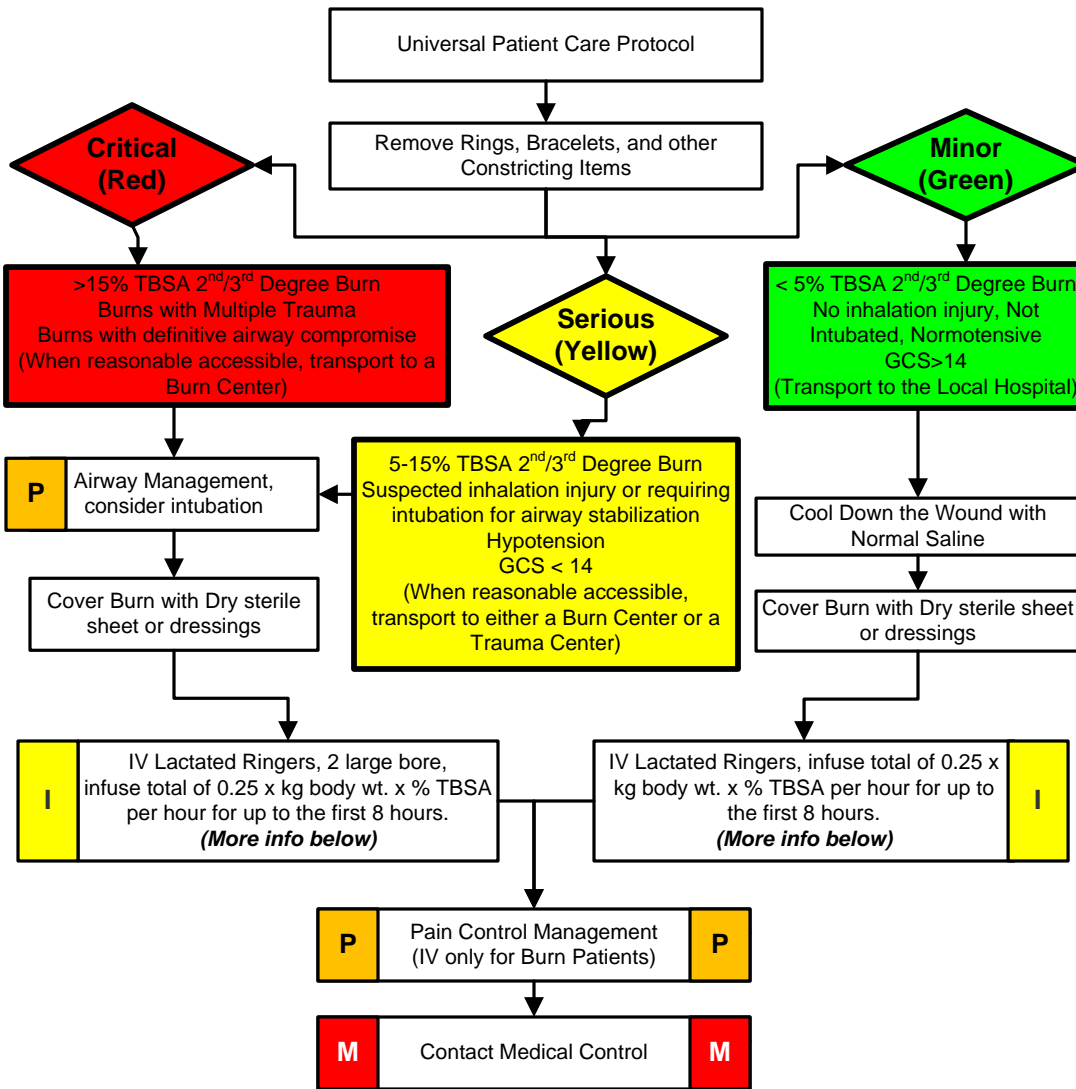 Universal Patient Care Protocol
Remove Rings, Bracelets, and other
Constricting Items
Critical
(Red)
Minor
(Green)
Serious
(Yellow)
>15% TBSA 2nd/3rd Degree Burn
Burns with Multiple Trauma
Burns with definitive airway compromise
(When reasonable accessible, transport to a
Burn Center)
< 5% TBSA 2nd/3rd Degree Burn
No inhalation injury, Not
Intubated, Normotensive
GCS>14
(Transport to the Local Hospital)
5-15% TBSA 2nd/3rd Degree Burn
Suspected inhalation injury or requiring
intubation for airway stabilization
Hypotension
GCS < 14
(When reasonable accessible,
transport to either a Burn Center or a
Trauma Center)
P
Airway Management,
consider intubation
Cool Down the Wound with
Normal Saline
Cover Burn with Dry sterile
sheet or dressings
Cover Burn with Dry sterile sheet
or dressings
I
IV Lactated Ringers, 2 large bore,
infuse total of 0.25 x kg body wt. x % TBSA
per hour for up to the first 8 hours.
(More info below)
IV Lactated Ringers, infuse total of 0.25 x
kg body wt. x % TBSA per hour for up to
the first 8 hours.
(More info below)
I
P
Pain Control Management
(IV only for Burn Patients)
P
M
Contact Medical Control
M